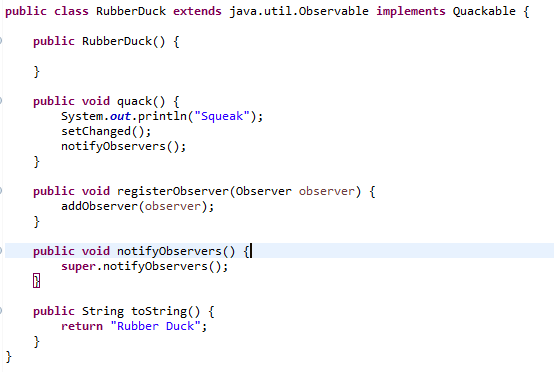 public class RubberDuck extends java.util.Observable implements Quackable {
public RubberDuck() {
}
public void quack() {
System.out.println("Squeak");
setChanged();
notifyObservers();
}
public void registerObserver(Observer observer) {
addObserver(observer);
}
public void notifyObservers() {
super.notifyObservers();
}
public String toString() {
return "Rubber Duck";
}
}